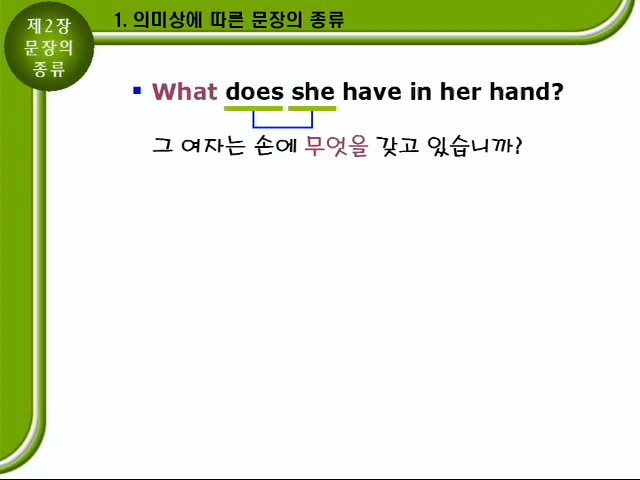 제2장
문장의
종류
1. 의미상에 따른 문장의 종류
What does she have in her hand?
그 여자는 손에 무엇을 갖고 있습니까?